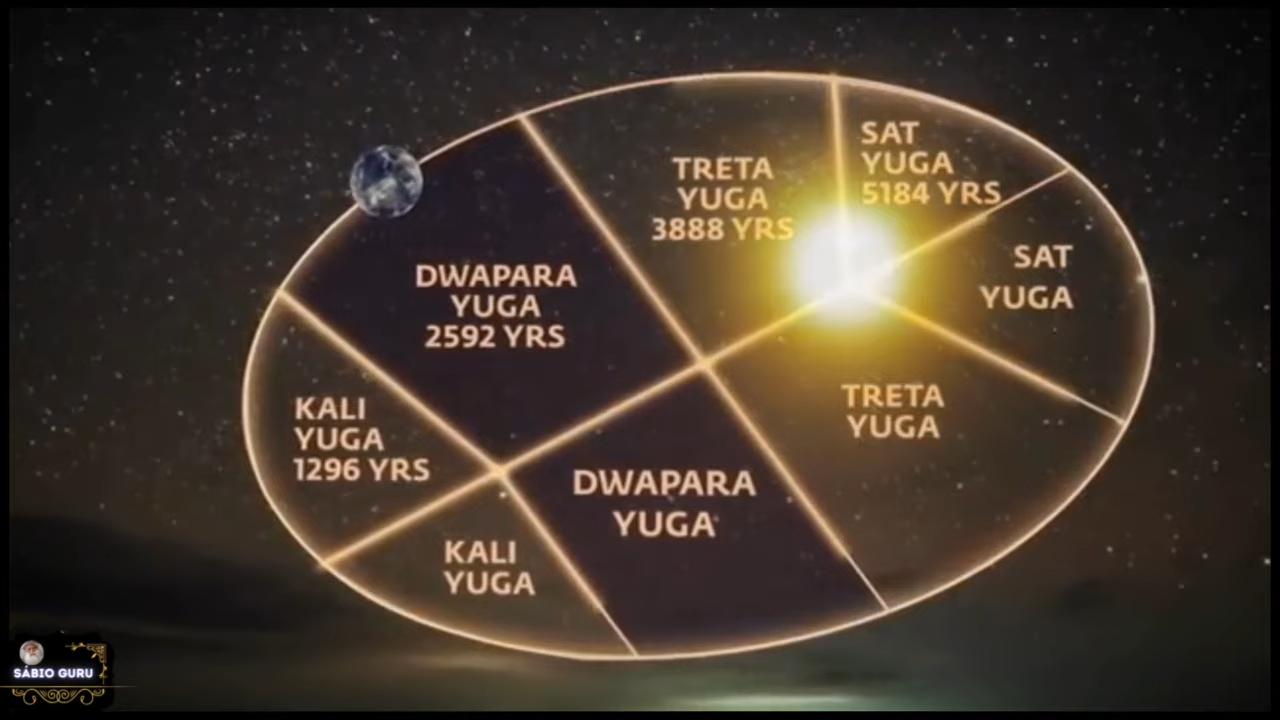 SAT
YUGA
5184 YRS
TRETA
YUGA
3888 YRS
SAT
YUGA
DWAPARA
YUGA
2592 YRS
TRETA
YUGA
KALI
YUGA
1296 YRS
DWAPARA
YUGA
KALI
YUGA
SÁBIO GURU